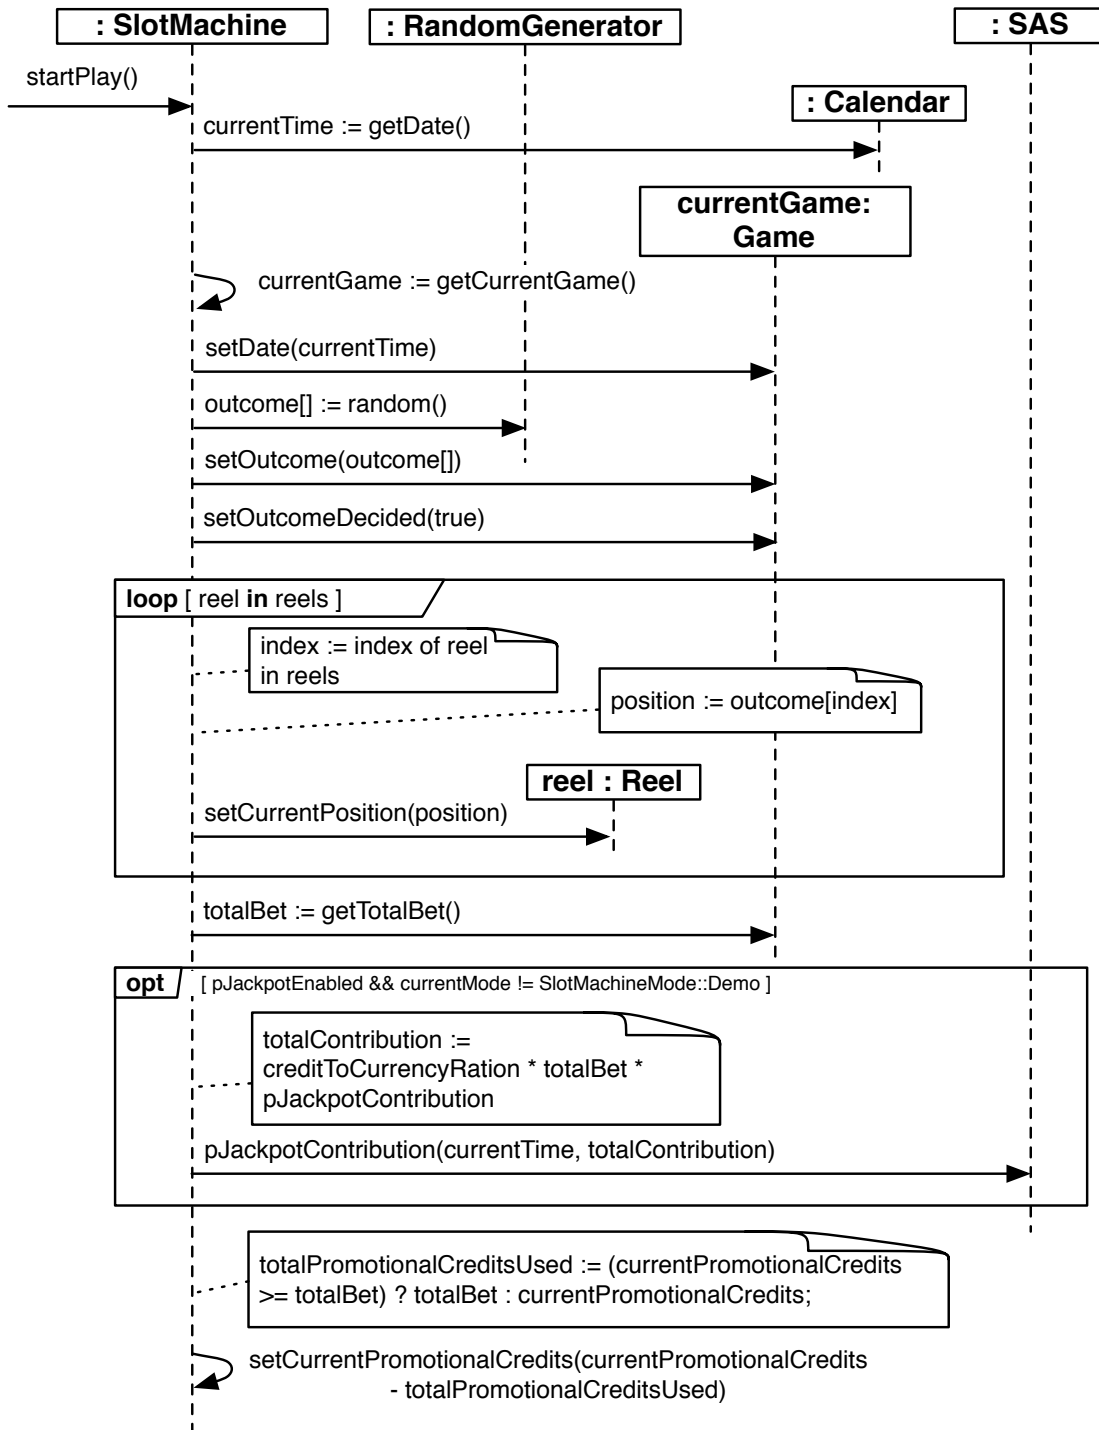 : SlotMachine
: RandomGenerator
: SAS
startPlay()
: Calendar
currentTime := getDate()
currentGame:
Game
currentGame := getCurrentGame()
setDate(currentTime)
outcome[] := random()
setOutcome(outcome[])
setOutcomeDecided(true)
loop [ reel in reels ]
index := index of reel
in reels
position := outcome[index]
reel : Reel
setCurrentPosition(position)
totalBet := getTotalBet()
opt [ pJackpotEnabled && currentMode != SlotMachineMode::Demo ]
totalContribution :=
creditToCurrencyRation * totalBet *
pJackpotContribution
pJackpotContribution(currentTime, totalContribution)
totalPromotionalCreditsUsed := (currentPromotionalCredits
>= totalBet) ? totalBet : currentPromotionalCredits;
setCurrentPromotionalCredits(currentPromotionalCredits
- totalPromotionalCreditsUsed)